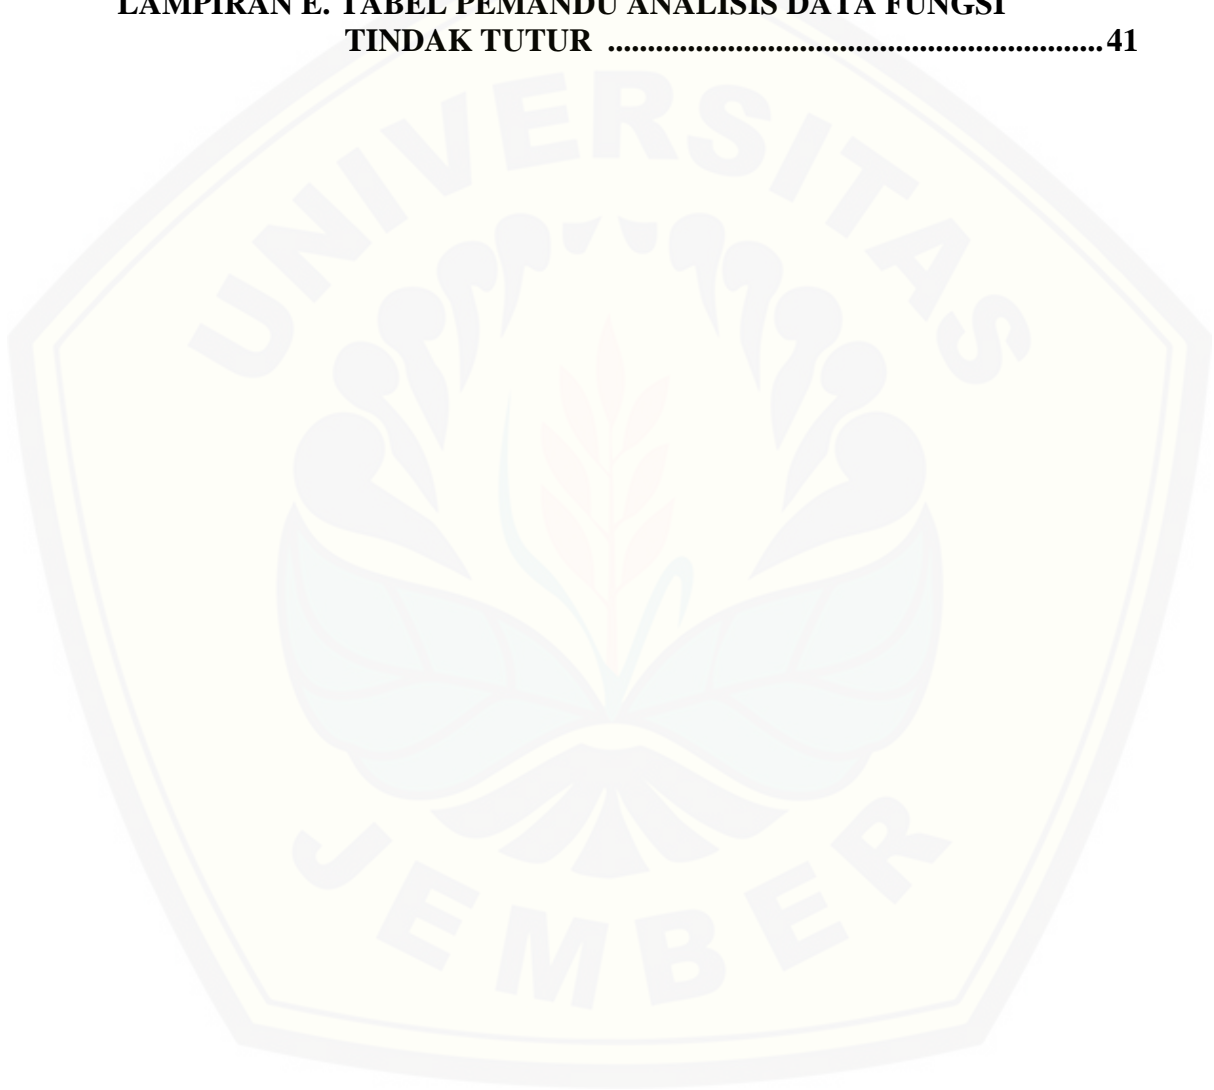 LAMPIRAN E. TABEL PEMANDU ANALISIS DATA FUNGSI
TINDAK TUTUR ............................................................... 41
UNIVERSITAS
JEMBER